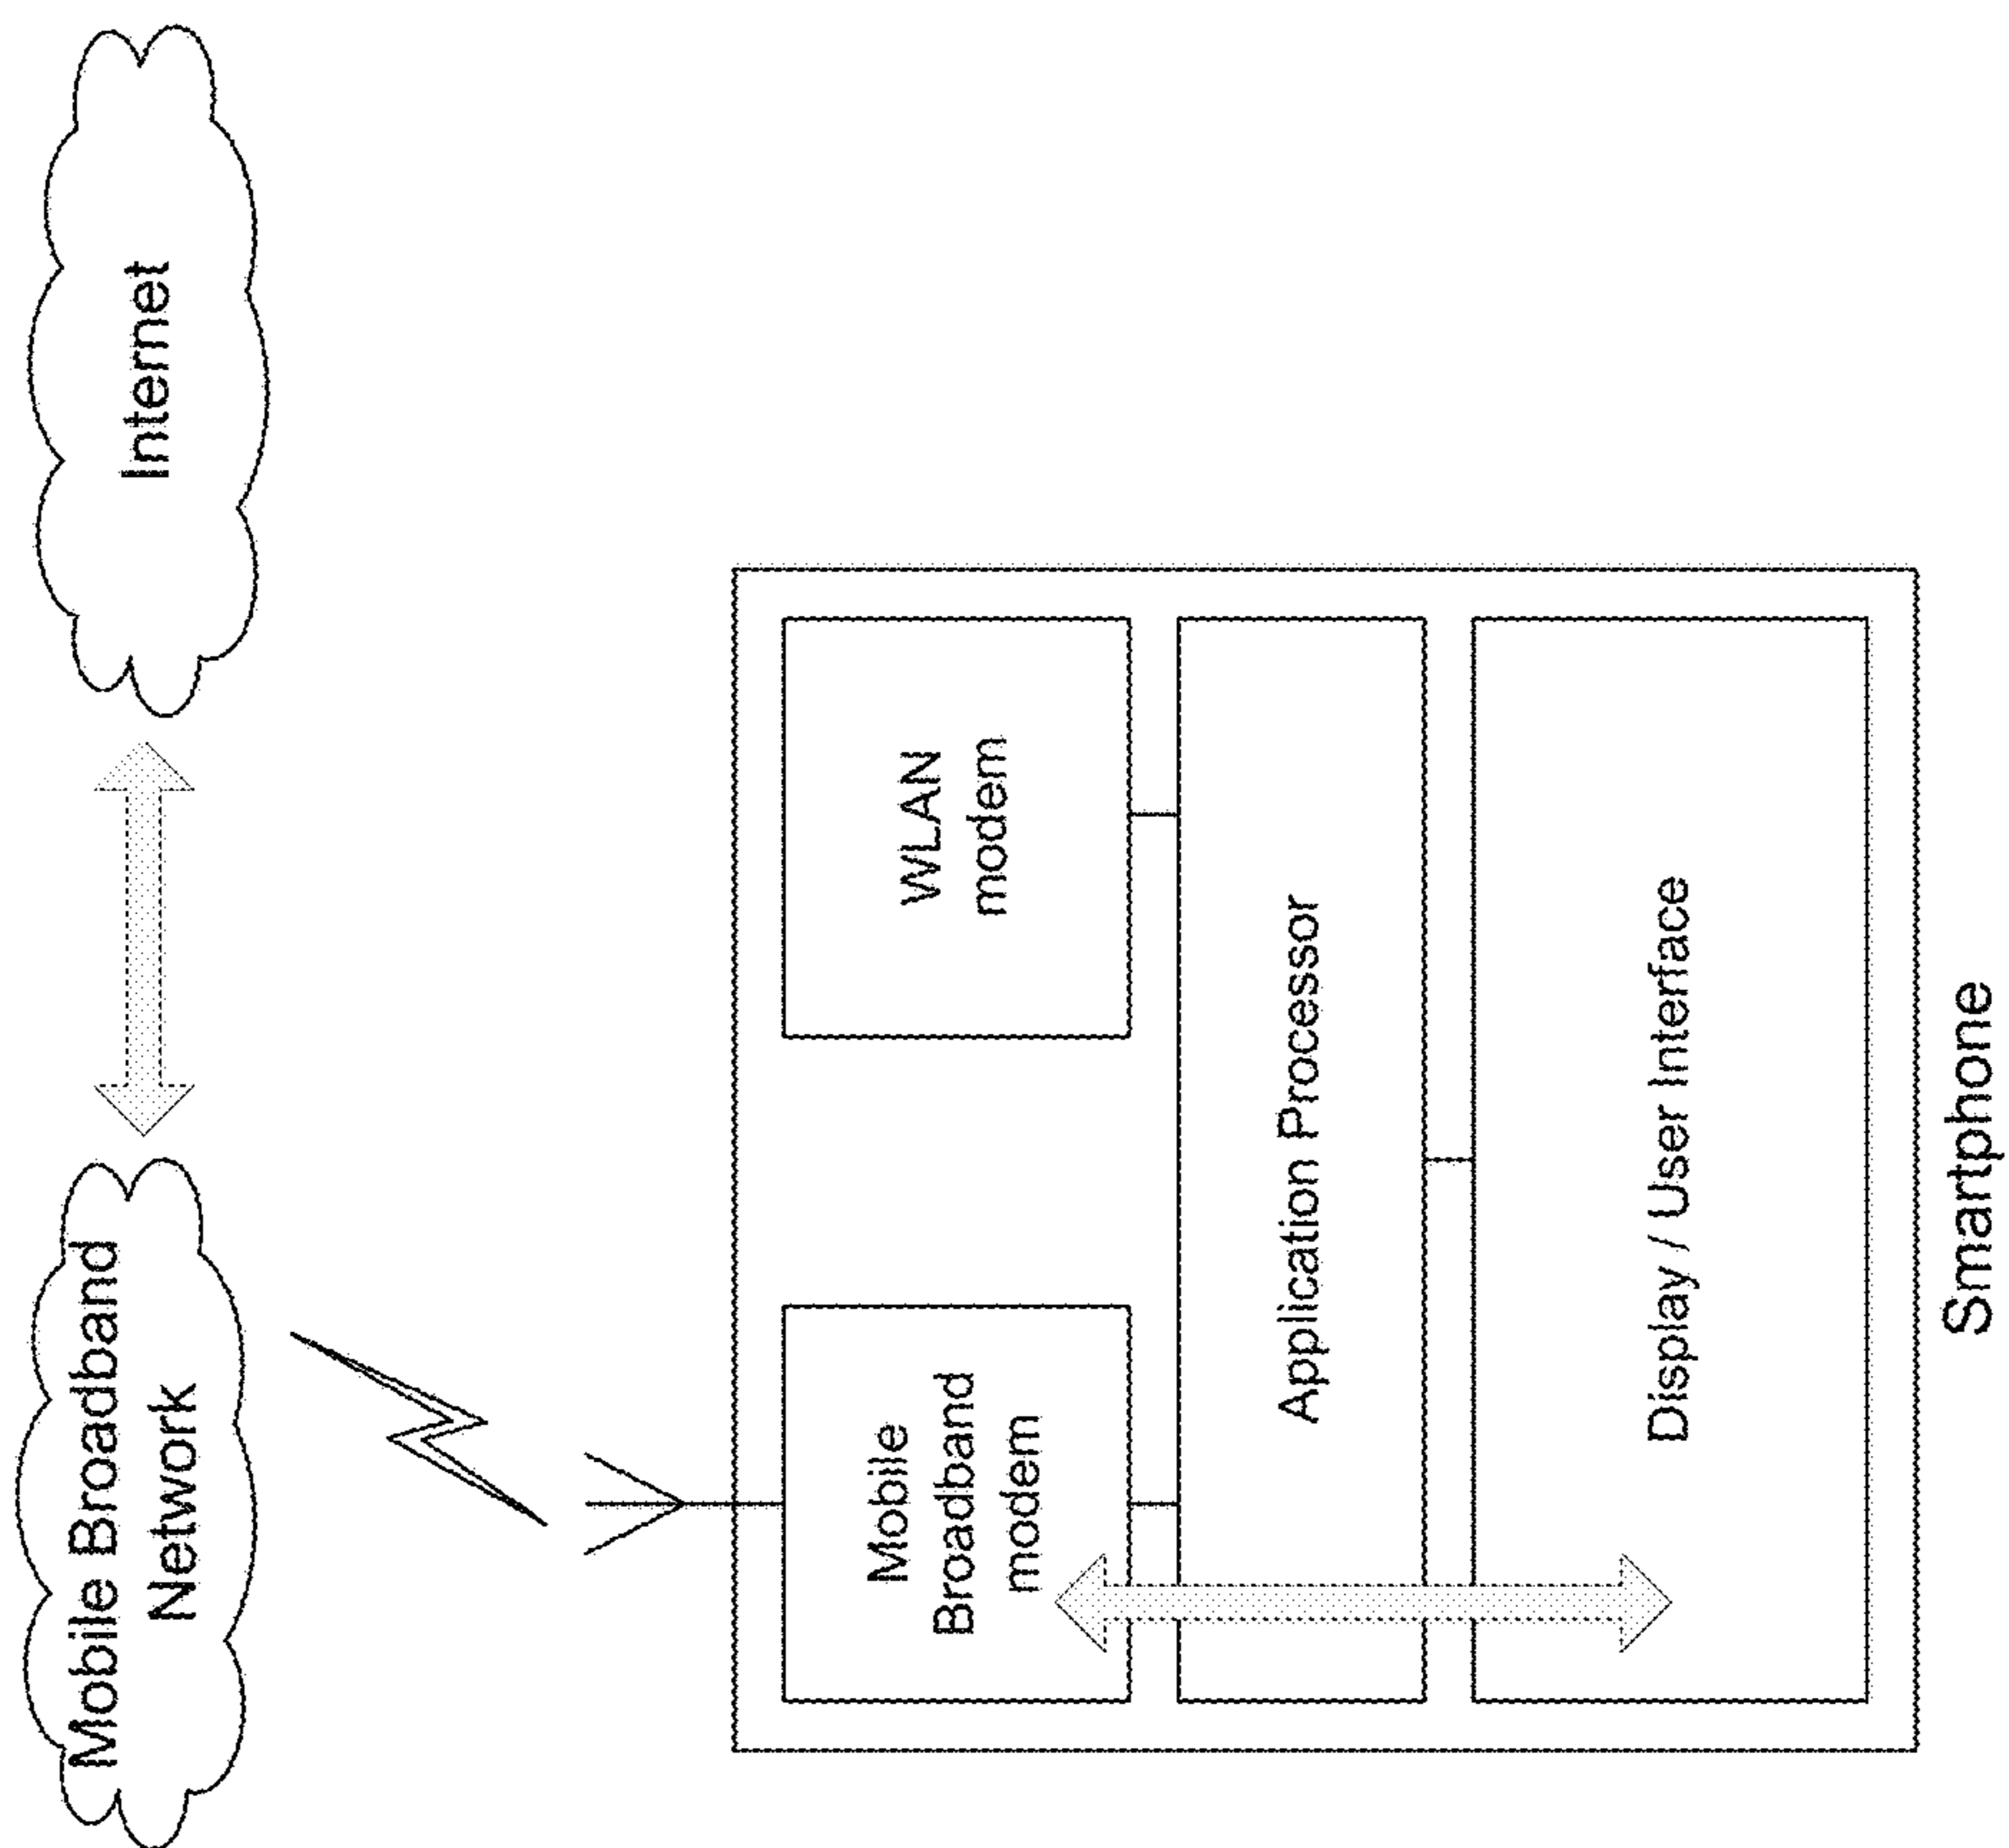 Mobile Broadband
Network
Internet
Mobile
Broadband
modem
WLAN
modem
Application Processor
Display / User Interface
Smartphone